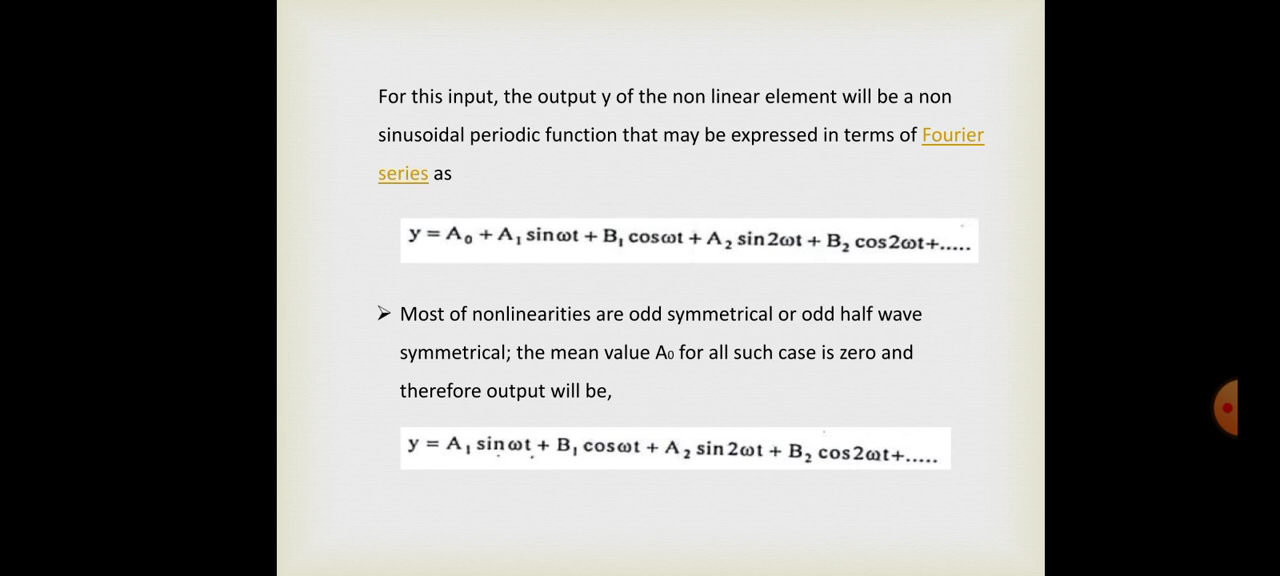 For this input, the output y of the non linear element will be a non
sinusoidal periodic function that may be expressed in terms of Fourier
series as
y = A₀ + A₁ sinωt + B₁ cosωt + A₂ sin2ωt + B₂ cos2ωt+.....
➢ Most of nonlinearities are odd symmetrical or odd half wave
symmetrical; the mean value A₀ for all such case is zero and
therefore output will be,
y = A₁ sinωt + B₁ cosωt + A₂ sin2ωt + B₂ cos2ωt+.....